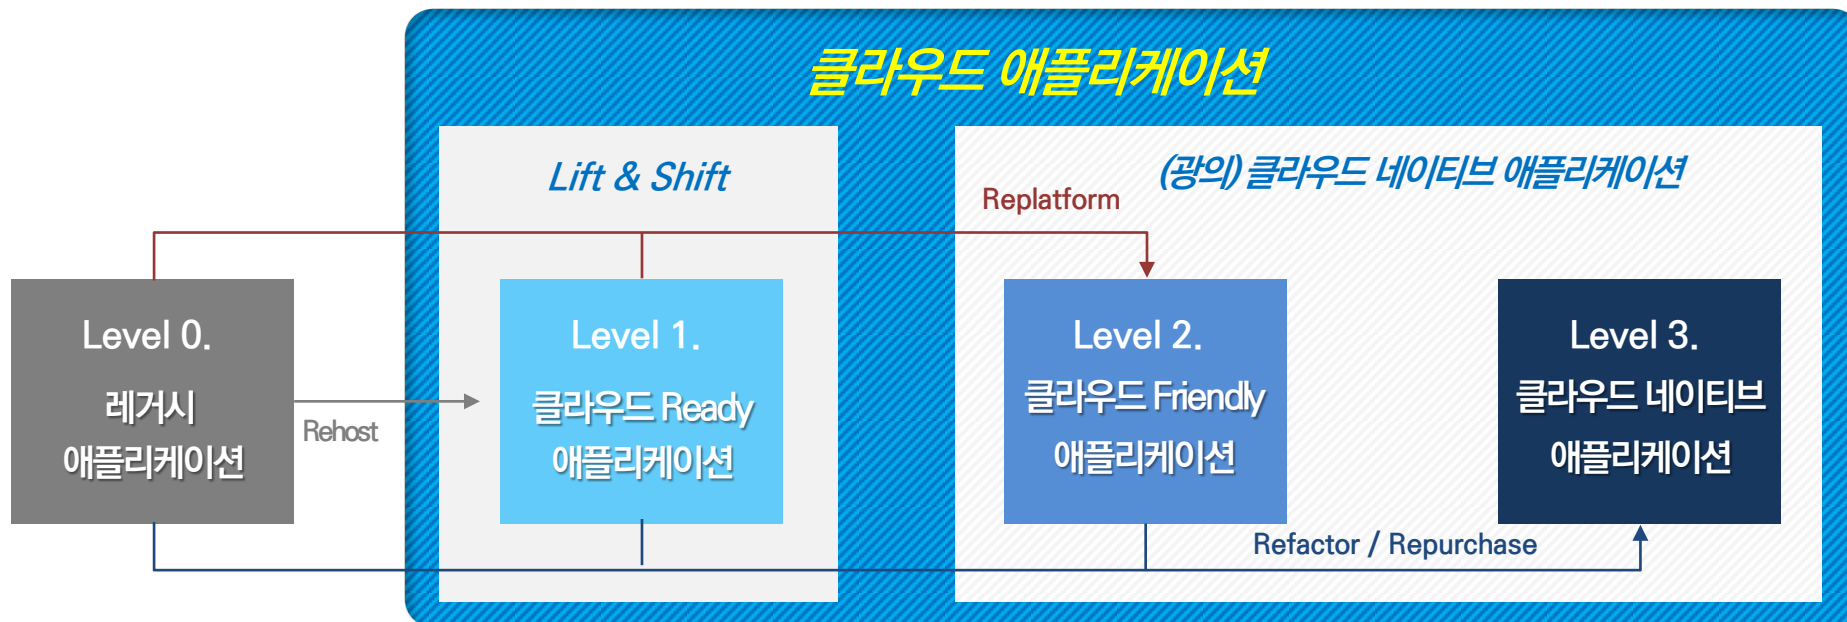 클라우드 애플리케이션
Lift & Shift
(광의) 클라우드 네이티브 애플리케이션
Replatform
Level 0.
레거시
애플리케이션
Rehost
Level 1.
클라우드 Ready
애플리케이션
Level 2.
클라우드 Friendly
애플리케이션
Level 3.
클라우드 네이티브
애플리케이션
Refactor / Repurchase